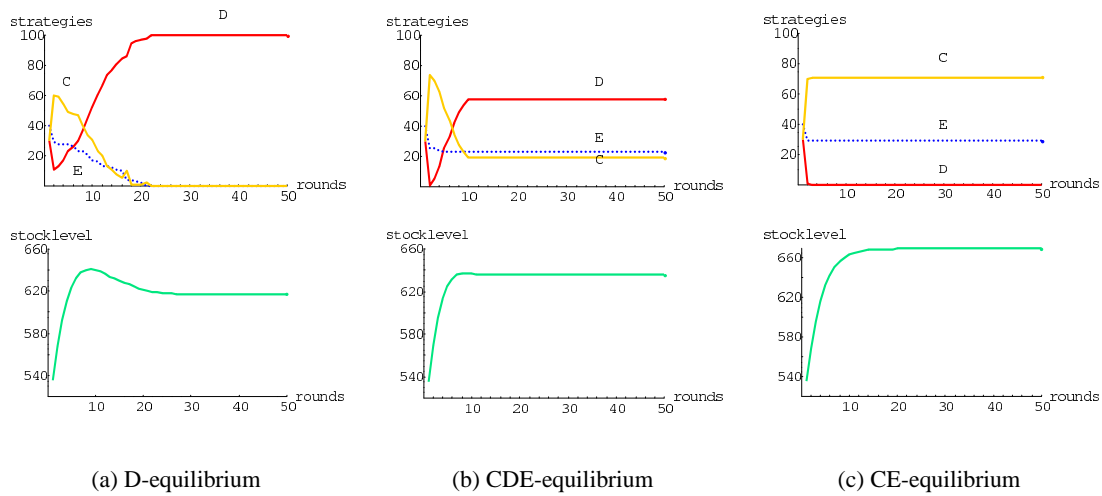 strategies
100
80
60
40
20
C
D
E
10 20 30 40 50
rounds
stocklevel
660
620
580
540
10 20 30 40 50
rounds
(a) D-equilibrium
strategies
100
80
60
40
20
D
E
C
10 20 30 40 50
rounds
stocklevel
660
620
580
540
10 20 30 40 50
rounds
(b) CDE-equilibrium
strategies
100
80
60
40
20
C
E
D
10 20 30 40 50
rounds
stocklevel
660
620
580
540
10 20 30 40 50
rounds
(c) CE-equilibrium